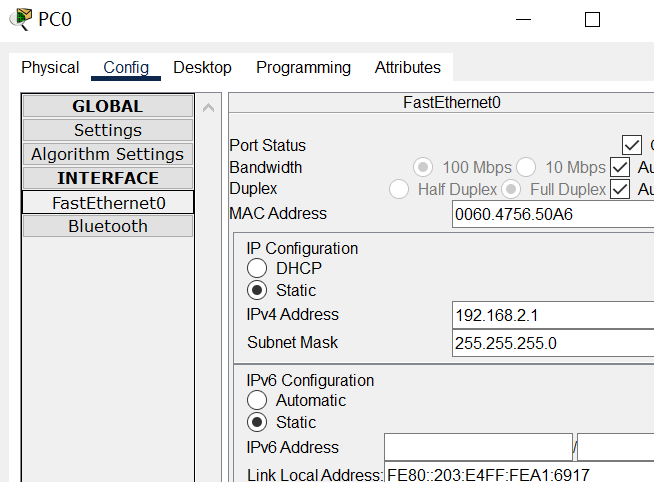 PC0
Physical Config Desktop Programming Attributes
GLOBAL
Settings
Algorithm Settings
INTERFACE
FastEthernet0
Bluetooth
FastEthernet0
Port Status
Bandwidth 100 Mbps 10 Mbps
Duplex Half Duplex Full Duplex
MAC Address 0060.4756.50A6
IP Configuration
DHCP
Static
IPv4 Address 192.168.2.1
Subnet Mask 255.255.255.0
IPv6 Configuration
Automatic
Static
IPv6 Address /
Link Local Address: FE80::203:E4FF:FEA1:6917